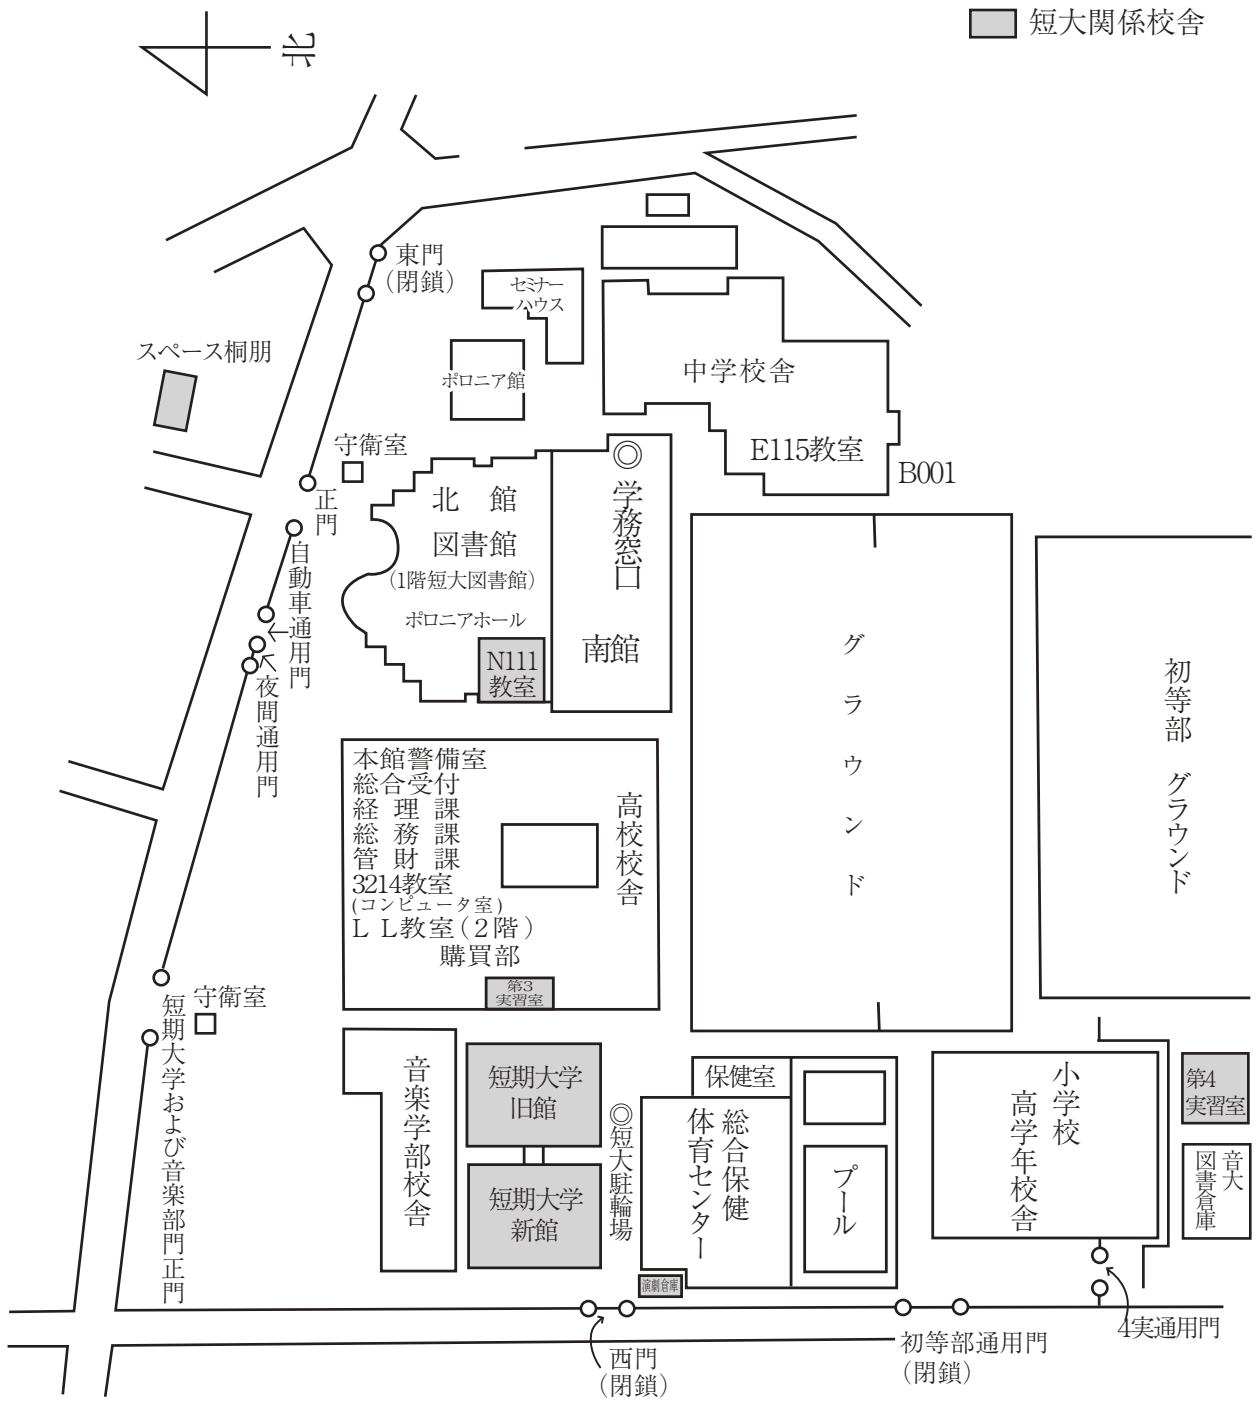 短大関係校舎
北
東門
（閉鎖）
セミナー
ハウス
スペース桐朋
ポロニア館
中学校舎
E115教室
B001
守衛室
正門
北　館
図書館
（1階短大図書館）
ポロニアホール
N111
教室
◎学務窓口
南館
自動車通用門
夜間通用門
グラウンド
初等部　グラウンド
本館警備室
総合受付
経　理　課
総　務　課
管　財　課
3214教室
(コンピュータ室)
ＬＬ教室（２階）
購買部
高校校舎
第3
実習室
守衛室
短期大学および音楽部門正門
音楽学部校舎
短期大学
旧館
短期大学
新館
◎短大駐輪場
保健室
総合保健
体育センター
プール
演劇倉庫
小学校
高学年校舎
第4
実習室
音大
図書倉庫
西門
（閉鎖）
初等部通用門
（閉鎖）
4実通用門